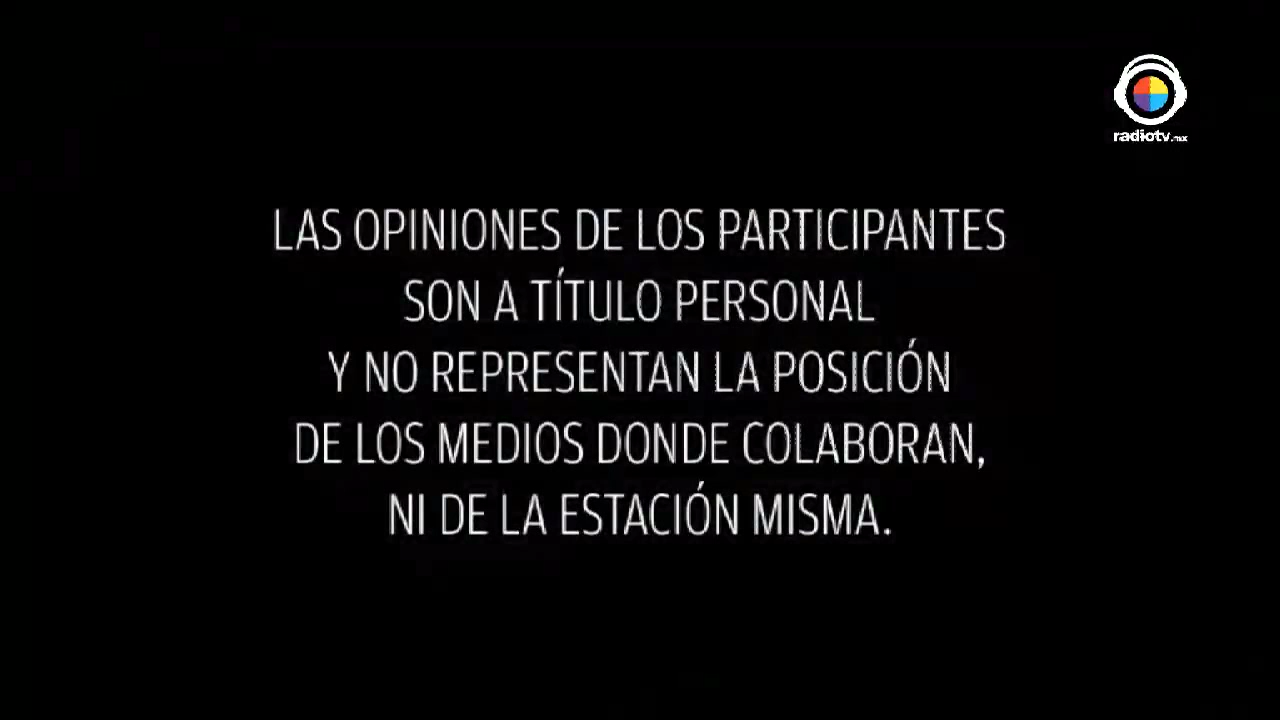 radiotv.mx
LAS OPINIONES DE LOS PARTICIPANTES
SON A TÍTULO PERSONAL
Y NO REPRESENTAN LA POSICIÓN
DE LOS MEDIOS DONDE COLABORAN,
NI DE LA ESTACIÓN MISMA.